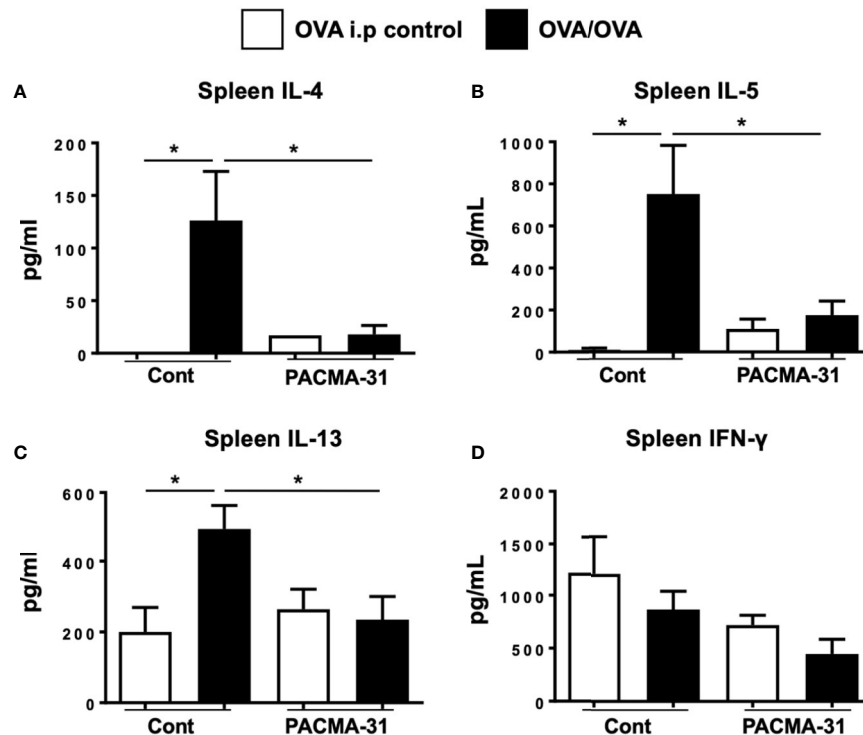 OVA i.p control OVA/OVA
A Spleen IL-4
*
*
pg/ml
200
150
100
50
0
Cont PACMA-31
B Spleen IL-5
*
*
pg/mL
1000
800
600
400
200
0
Cont PACMA-31
C Spleen IL-13
*
*
pg/ml
600
400
200
0
Cont PACMA-31
D Spleen IFN-γ
pg/mL
2000
1500
1000
500
0
Cont PACMA-31